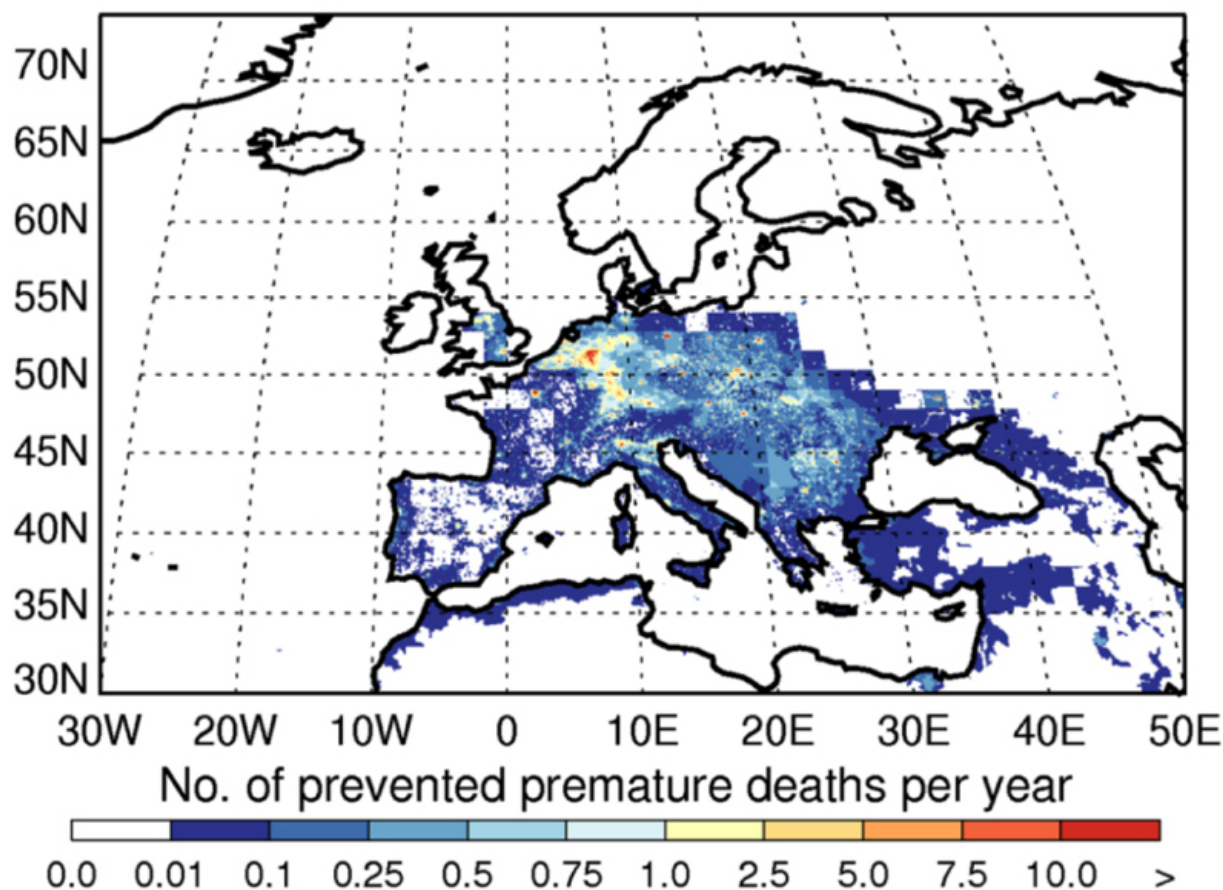 70N
65N
60N
55N
50N
45N
40N
35N
30N
30W 20W 10W 0 10E 20E 30E 40E 50E
No. of prevented premature deaths per year
0.0 0.01 0.1 0.25 0.5 0.75 1.0 2.5 5.0 7.5 10.0 >